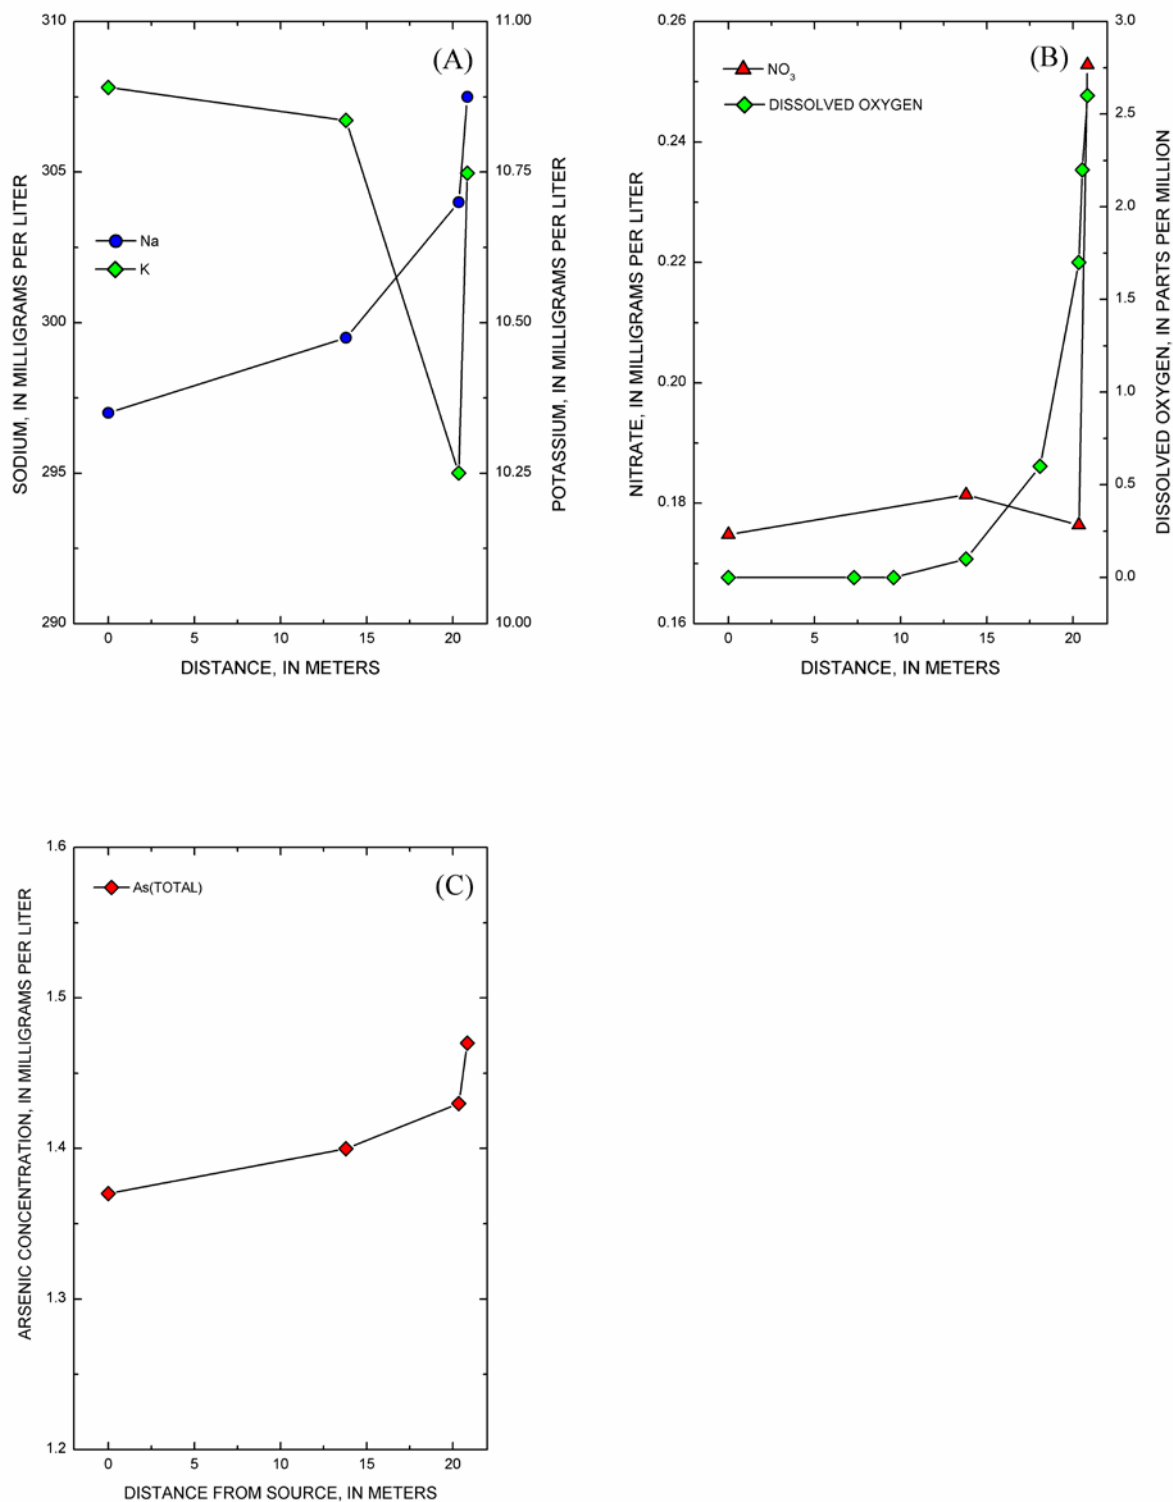 (A)
310
305
300
295
290
11.00
10.75
10.50
10.25
10.00
SODIUM, IN MILLIGRAMS PER LITER
POTASSIUM, IN MILLIGRAMS PER LITER
Na
K
0 5 10 15 20
DISTANCE, IN METERS
(B)
0.26
0.24
0.22
0.20
0.18
0.16
3.0
2.5
2.0
1.5
1.0
0.5
0.0
NITRATE, IN MILLIGRAMS PER LITER
DISSOLVED OXYGEN, IN PARTS PER MILLION
NO3
DISSOLVED OXYGEN
0 5 10 15 20
DISTANCE, IN METERS
(C)
1.6
1.5
1.4
1.3
1.2
ARSENIC CONCENTRATION, IN MILLIGRAMS PER LITER
As(TOTAL)
0 5 10 15 20
DISTANCE FROM SOURCE, IN METERS